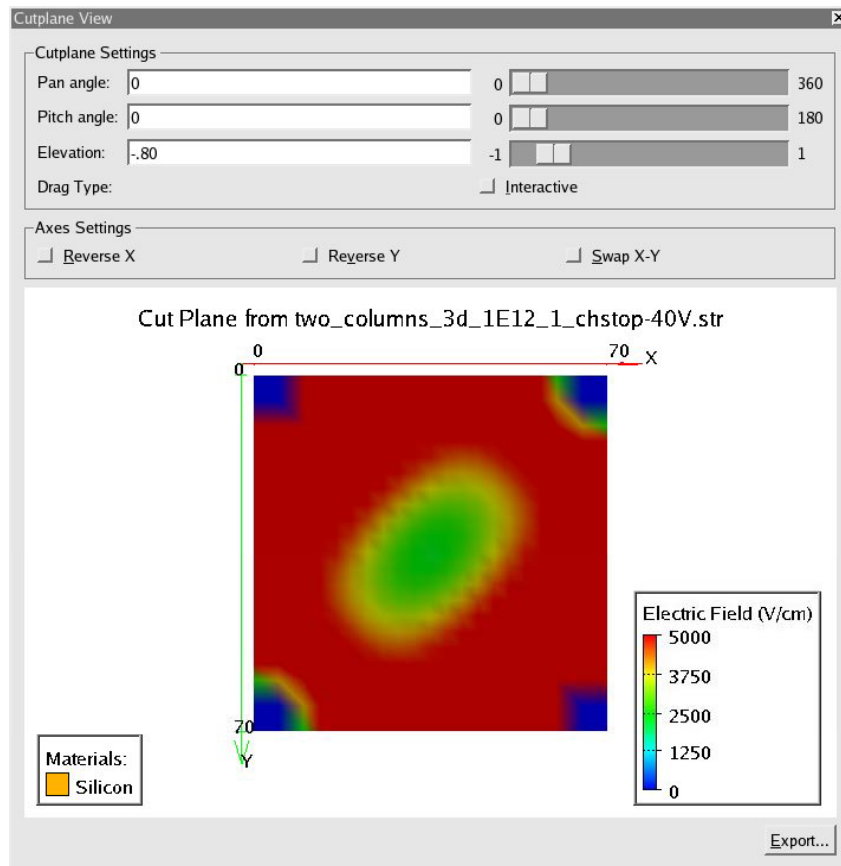 Cutplane View
Cutplane Settings
Pan angle: 0 0 360
Pitch angle: 0 0 180
Elevation: -.80 -1 1
Drag Type: Interactive
Axes Settings
Reverse X Reverse Y Swap X-Y
Cut Plane from two_columns_3d_1E12_1_chstop-40V.str
0 70 X
0
70
Y
Materials:
Silicon
Electric Field (V/cm)
5000
3750
2500
1250
0
Export...